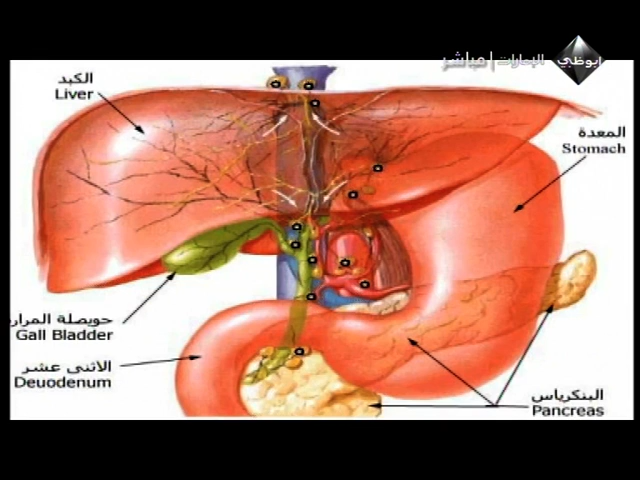 أبوظبي الإمارات | مباشر
الكبد
Liver
المعدة
Stomach
حويصلة المرار
Gall Bladder
الاثنى عشر
Deuodenum
البنكرياس
Pancreas